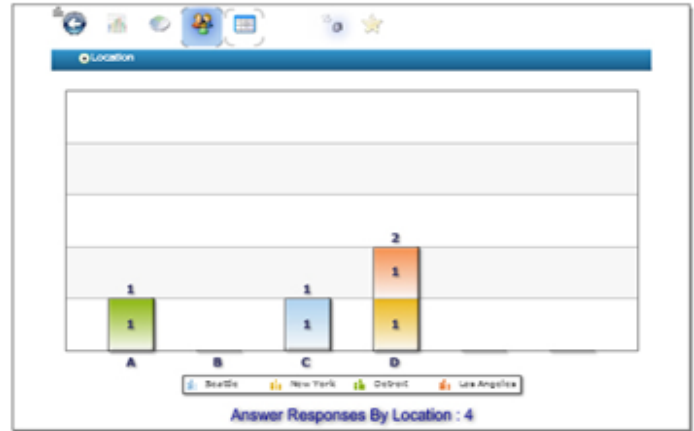 Location
2
1
1 1
1 1 1
A B C D
Seattle New York Detroit Los Angeles
Answer Responses By Location : 4